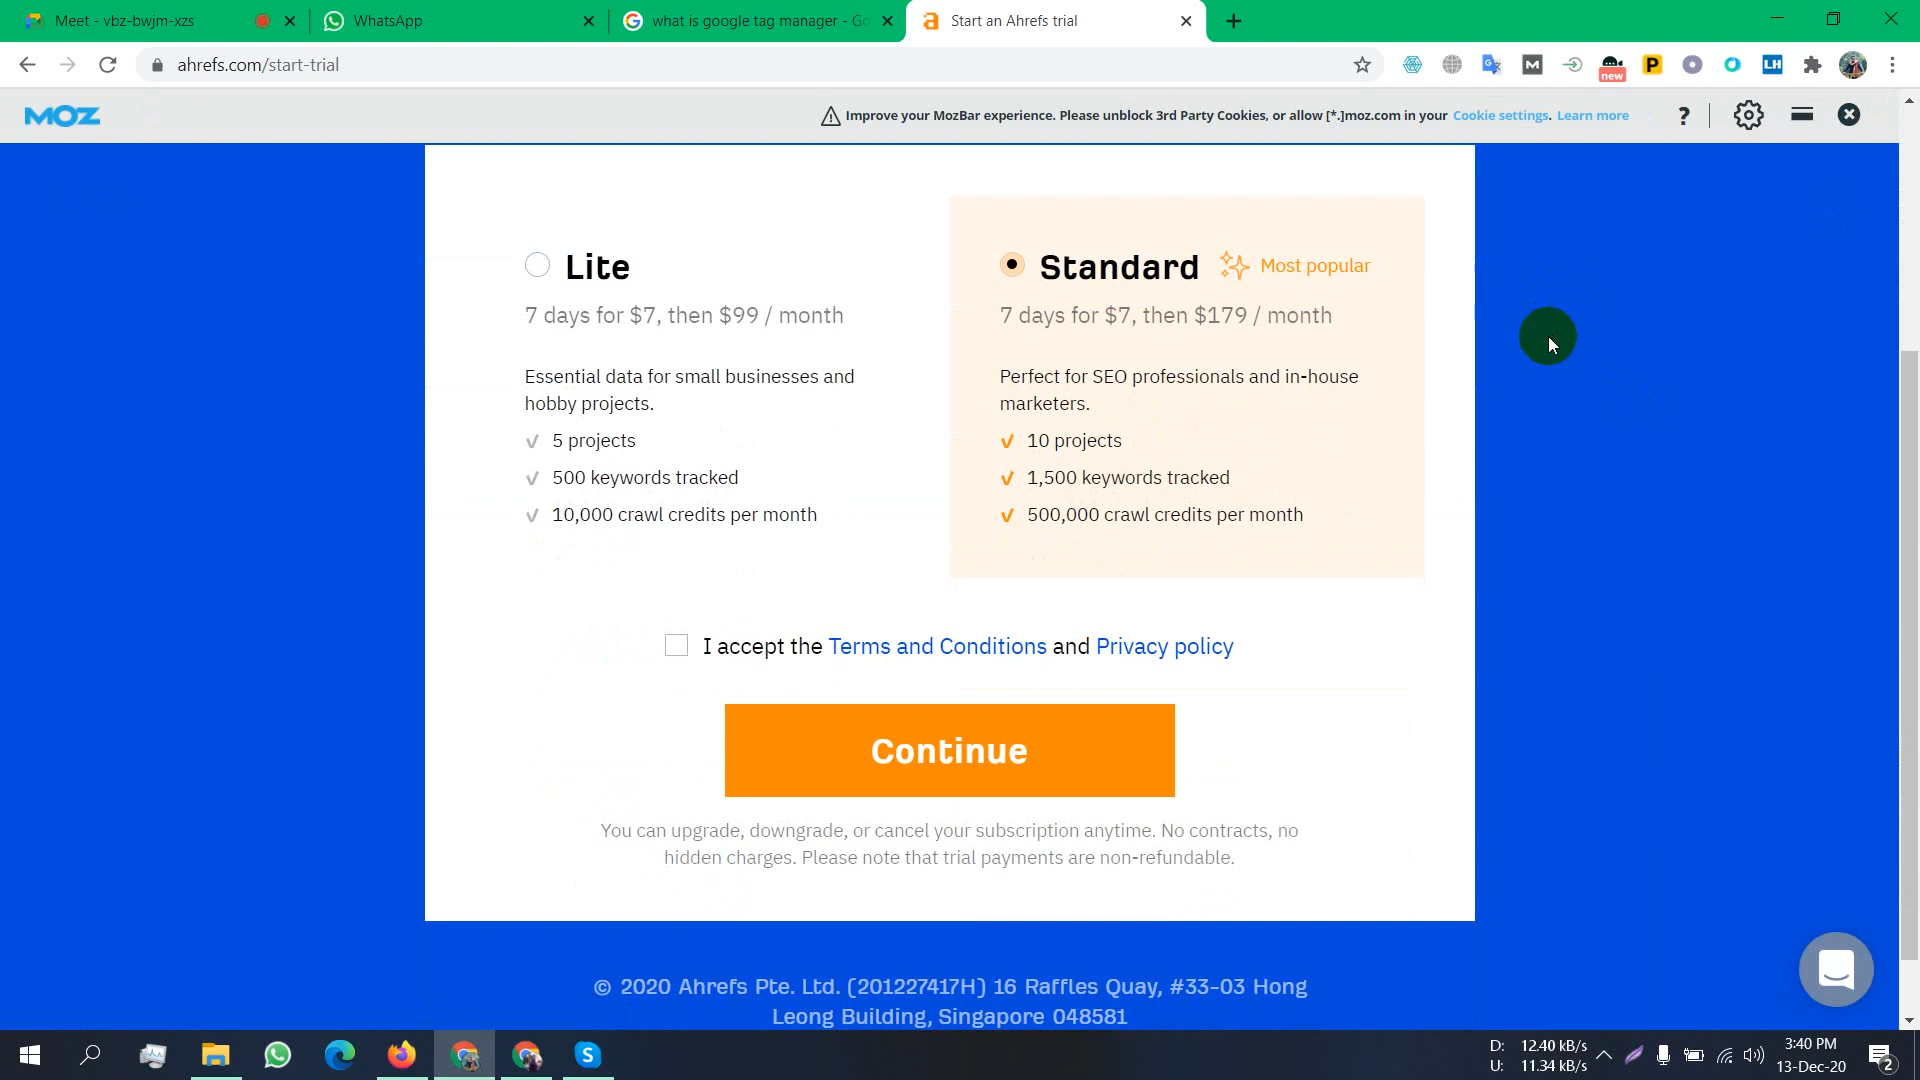 Meet - vbz-bwjm-xzs
WhatsApp
what is google tag manager - Go
Start an Ahrefs trial
ahrefs.com/start-trial
new
MOZ
Improve your MozBar experience. Please unblock 3rd Party Cookies, or allow [*.]moz.com in your Cookie settings. Learn more
Lite
7 days for $7, then $99 / month
Essential data for small businesses and
hobby projects.
5 projects
500 keywords tracked
10,000 crawl credits per month
Standard
Most popular
7 days for $7, then $179 / month
Perfect for SEO professionals and in-house
marketers.
10 projects
1,500 keywords tracked
500,000 crawl credits per month
I accept the Terms and Conditions and Privacy policy
Continue
You can upgrade, downgrade, or cancel your subscription anytime. No contracts, no
hidden charges. Please note that trial payments are non-refundable.
© 2020 Ahrefs Pte. Ltd. (201227417H) 16 Raffles Quay, #33-03 Hong
Leong Building, Singapore 048581
D: 12.40 kB/s
U: 11.34 kB/s
3:40 PM
13-Dec-20
2